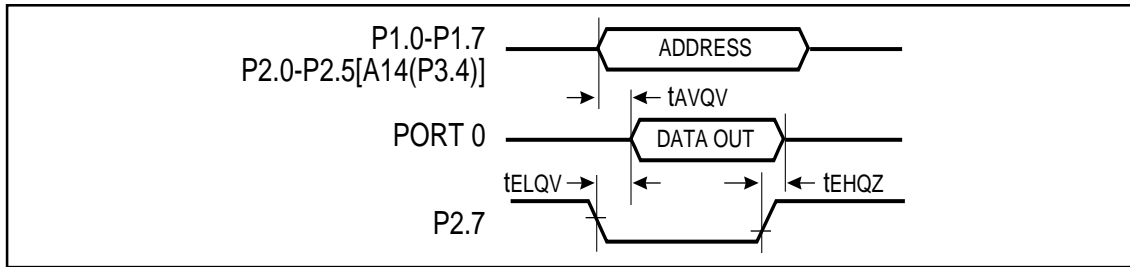 P1.0-P1.7
P2.0-P2.5[A14(P3.4)]
ADDRESS
tAVQV
PORT 0
DATA OUT
tELQV
tEHQZ
P2.7